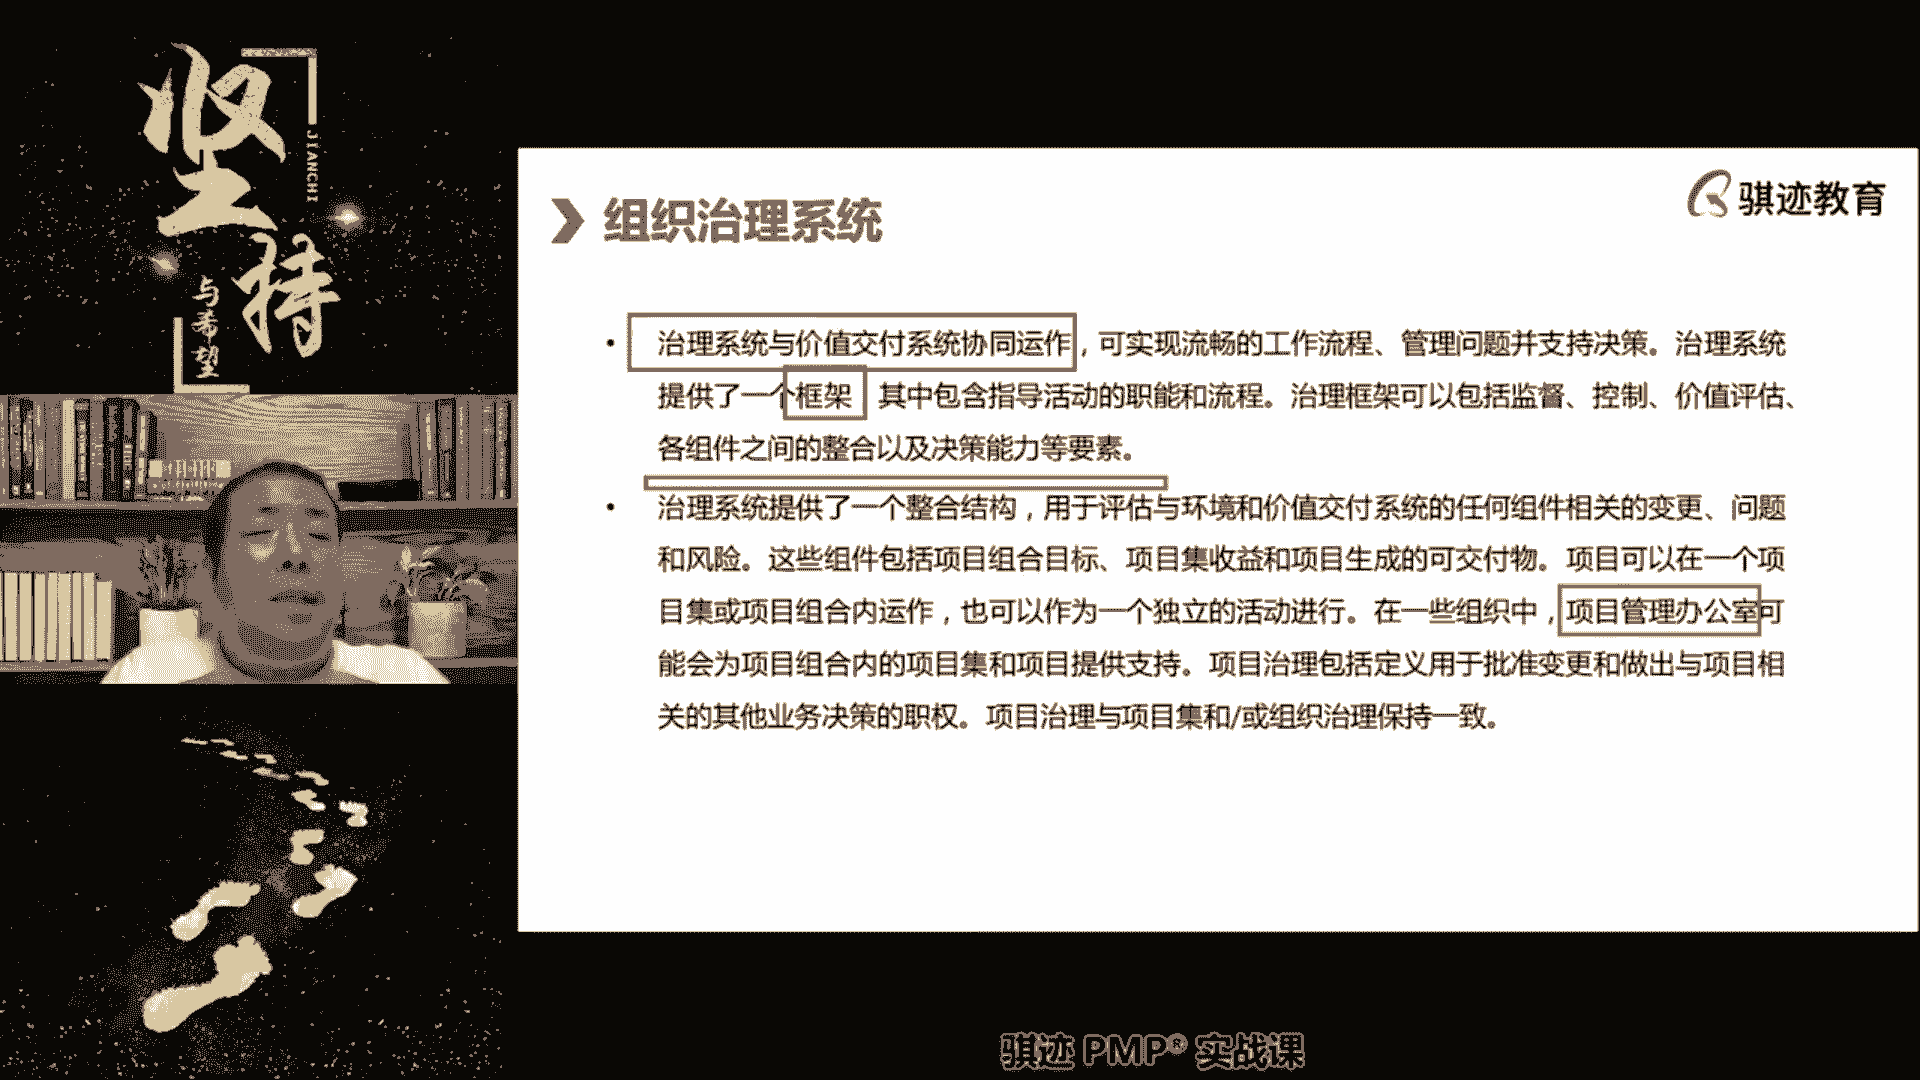 坚持
JIANCHI
与希望
骐迹教育
组织治理系统
• 治理系统与价值交付系统协同运作，可实现流畅的工作流程、管理问题并支持决策。治理系统
提供了一个框架 其中包含指导活动的职能和流程。治理框架可以包括监督、控制、价值评估、
各组件之间的整合以及决策能力等要素。
• 治理系统提供了一个整合结构，用于评估与环境和价值交付系统的任何组件相关的变更、问题
和风险。这些组件包括项目组合目标、项目集收益和项目生成的可交付物。项目可以在一个项
目集或项目组合内运作，也可以作为一个独立的活动进行。在一些组织中，项目管理办公室可
能会为项目组合内的项目集和项目提供支持。项目治理包括定义用于批准变更和做出与项目相
关的其他业务决策的职权。项目治理与项目集和/或组织治理保持一致。
骐迹 PMP® 实战课